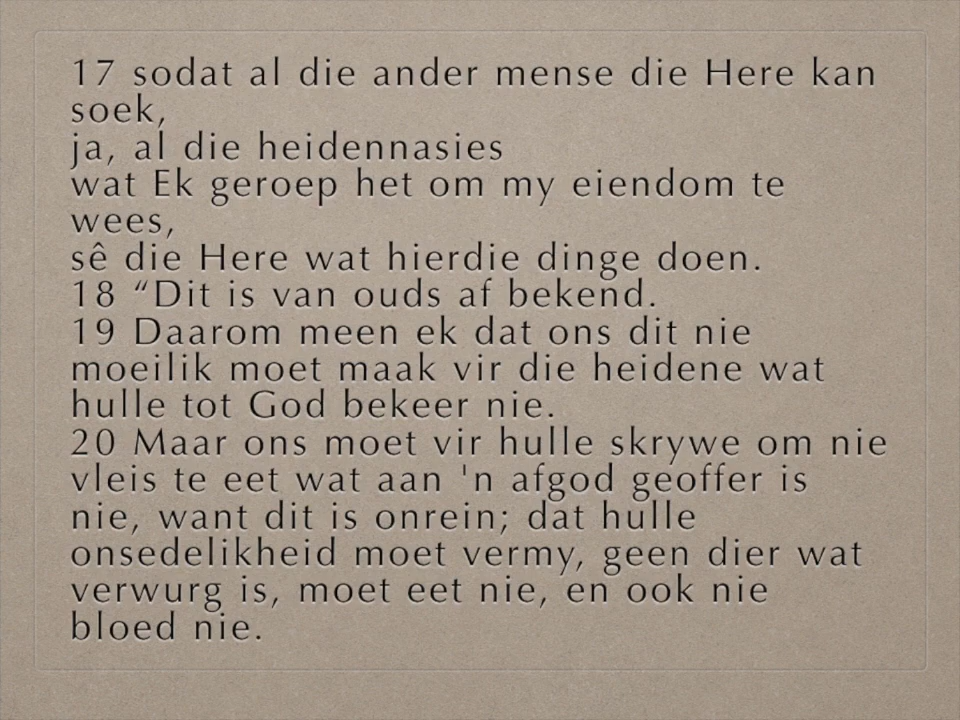 17 sodat al die ander mense die Here kan
soek,
ja, al die heidennasies
wat Ek geroep het om my eiendom te
wees,
sê die Here wat hierdie dinge doen.
18 “Dit is van ouds af bekend.
19 Daarom meen ek dat ons dit nie
moeilik moet maak vir die heidene wat
hulle tot God bekeer nie.
20 Maar ons moet vir hulle skrywe om nie
vleis te eet wat aan 'n afgod geoffer is
nie, want dit is onrein; dat hulle
onsedelikheid moet vermy, geen dier wat
verwurg is, moet eet nie, en ook nie
bloed nie.